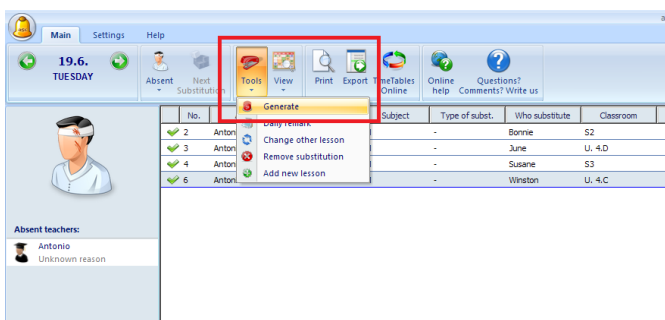 a
Main Settings Help
19.6.
TUESDAY
Absent
Next
Substitution
Tools
View
Print
Export
TimeTables
Online
Online
help
Questions?
Comments? Write us
No. Subject Type of subst. Who substitute Classroom
Generate
Daily remark
Change other lesson
Remove substitution
Add new lesson
2 Anton - Bonnie S2
3 Anton - June U. 4.D
4 Anton - Susane S3
6 Anton - Winston U. 4.C
Absent teachers:
Antonio
Unknown reason